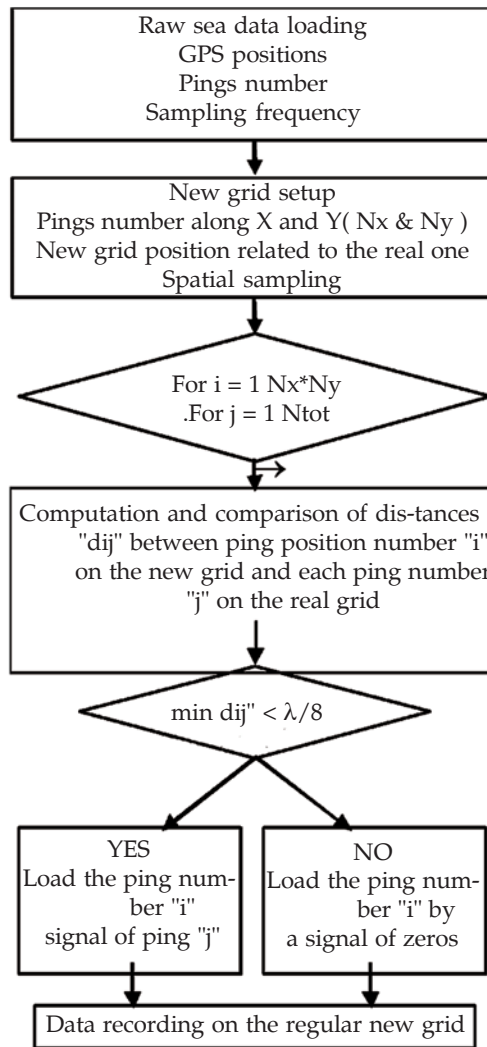 Raw sea data loading
GPS positions
Pings number
Sampling frequency
New grid setup
Pings number along X and Y( Nx & Ny )
New grid position related to the real one
Spatial sampling
For i = 1 Nx*Ny
.For j = 1 Ntot
Computation and comparison of dis-tances
"dij" between ping position number "i"
on the new grid and each ping number
"j" on the real grid
min dij" < λ/8
YES
Load the ping num-
ber "i"
signal of ping "j"
NO
Load the ping num-
ber "i" by
a signal of zeros
Data recording on the regular new grid